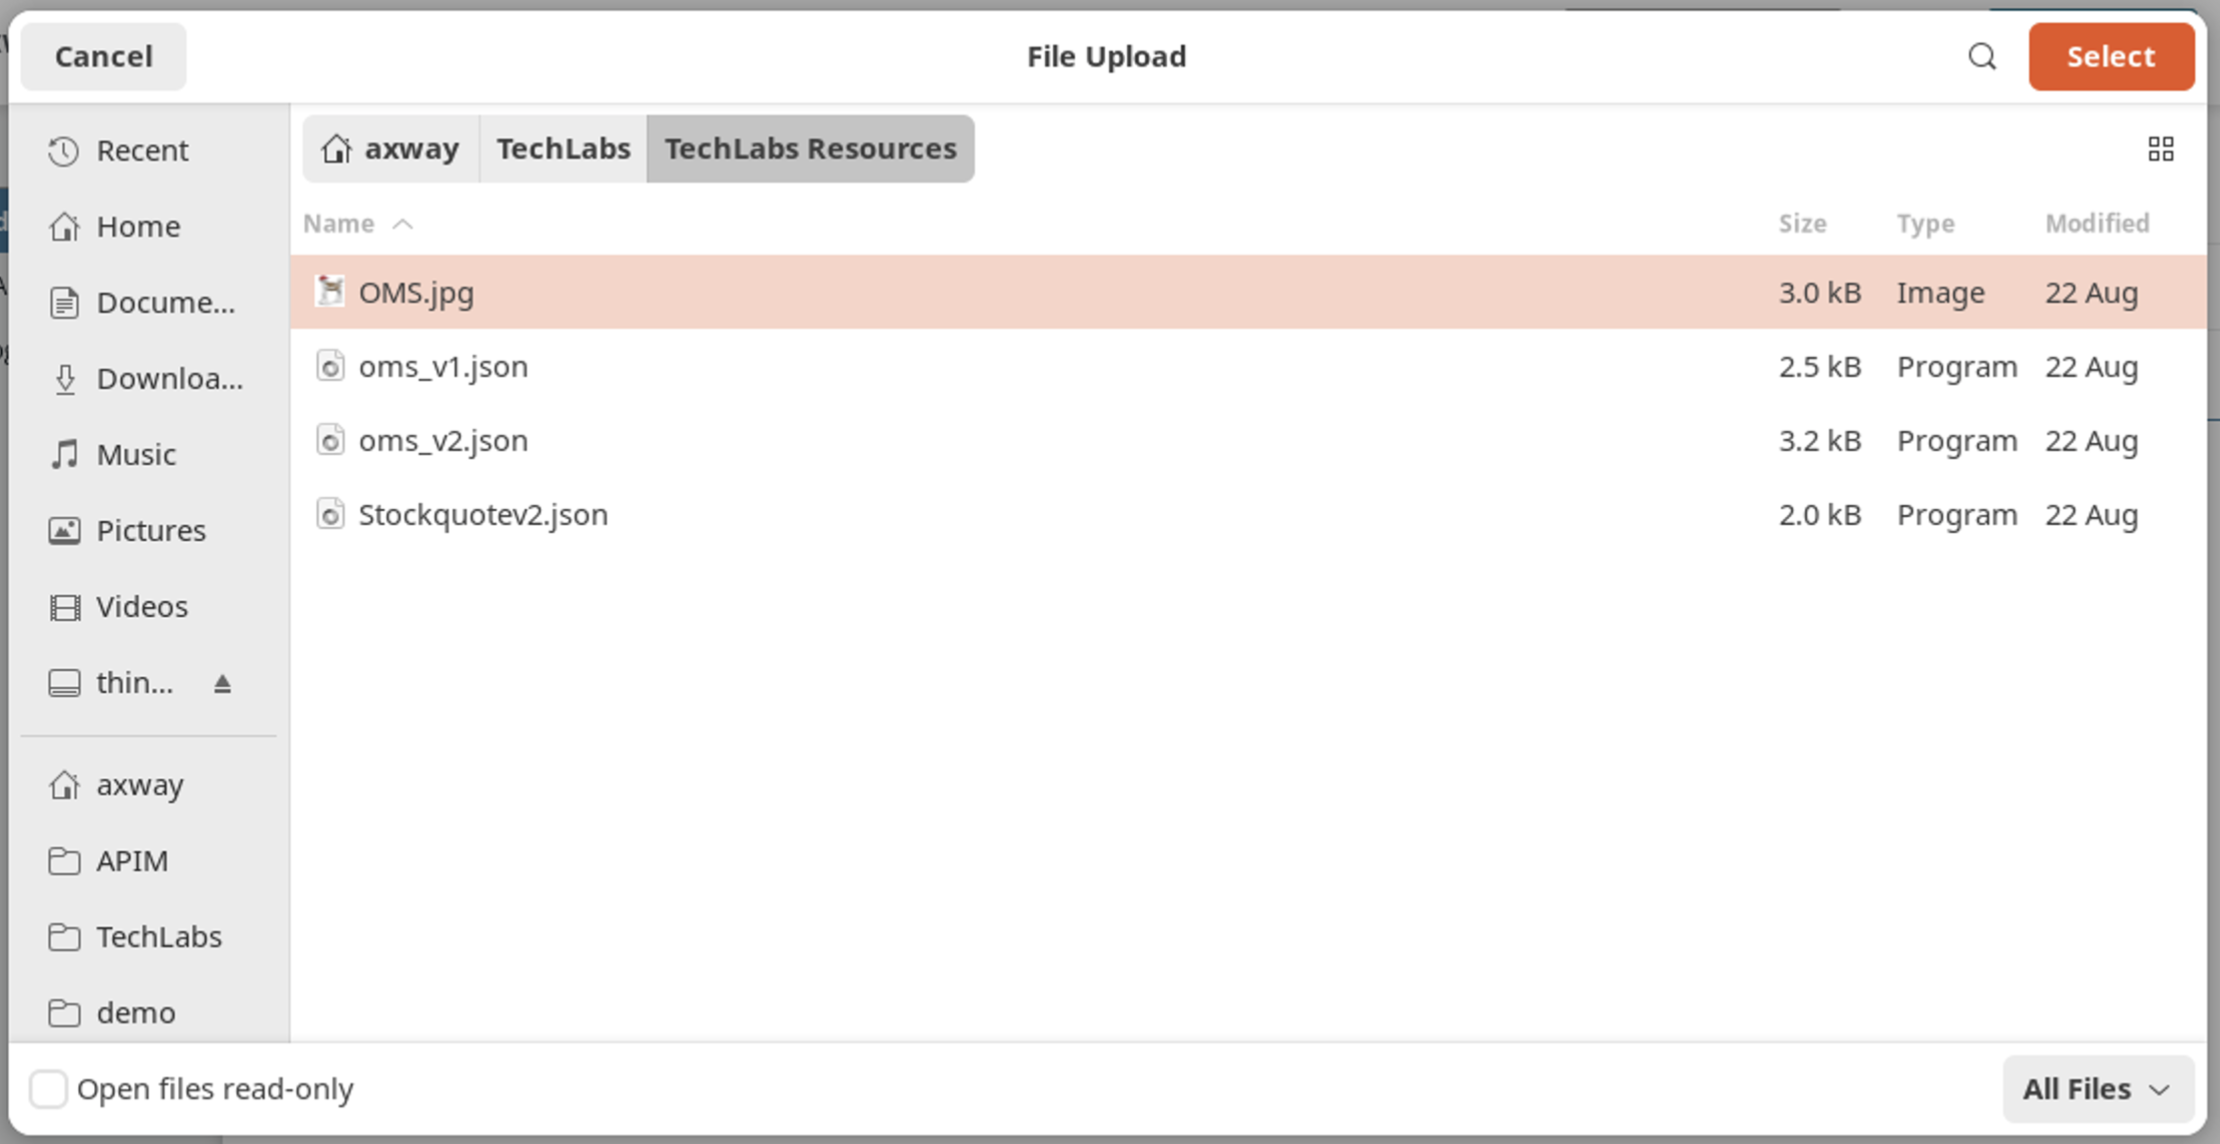 Cancel
File Upload
Select
Recent
Home
Docume...
Downloa...
Music
Pictures
Videos
thin...
axway
APIM
TechLabs
demo
axway TechLabs TechLabs Resources
Name Size Type Modified
OMS.jpg 3.0 kB Image 22 Aug
oms_v1.json 2.5 kB Program 22 Aug
oms_v2.json 3.2 kB Program 22 Aug
Stockquotev2.json 2.0 kB Program 22 Aug
Open files read-only
All Files